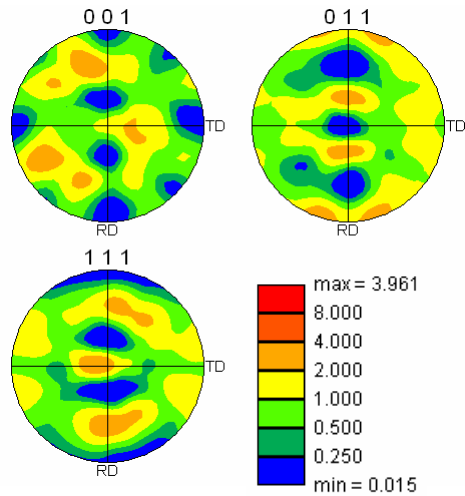 0 0 1
0 1 1
TD
TD
RD
RD
1 1 1
TD
RD
max = 3.961
8.000
4.000
2.000
1.000
0.500
0.250
min = 0.015